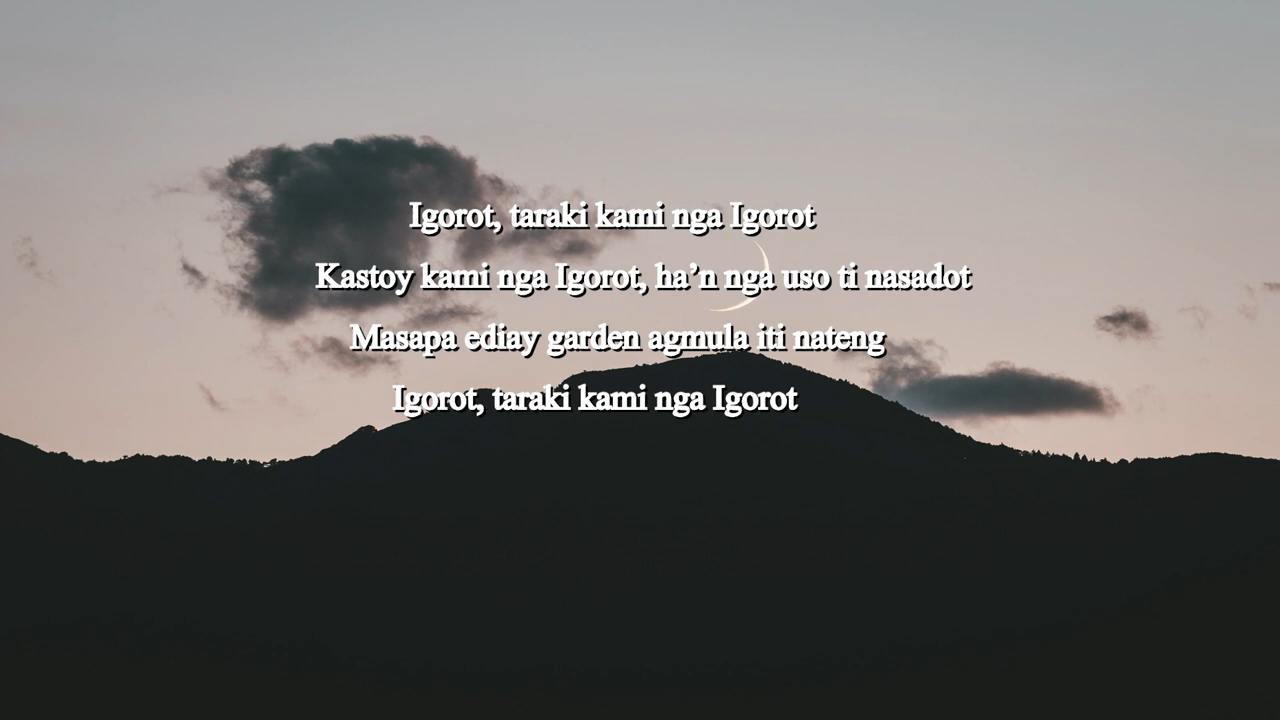 Igorot, taraki kami nga Igorot
Kastoy kami nga Igorot, ha’n nga uso ti nasadot
Masapa ediay garden agmula iti nateng
Igorot, taraki kami nga Igorot